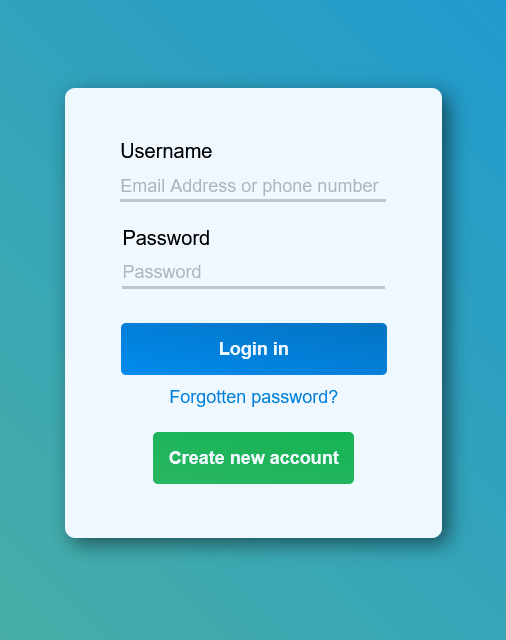 Username
Email Address or phone number
Password
Password
Login in
Forgotten password?
Create new account